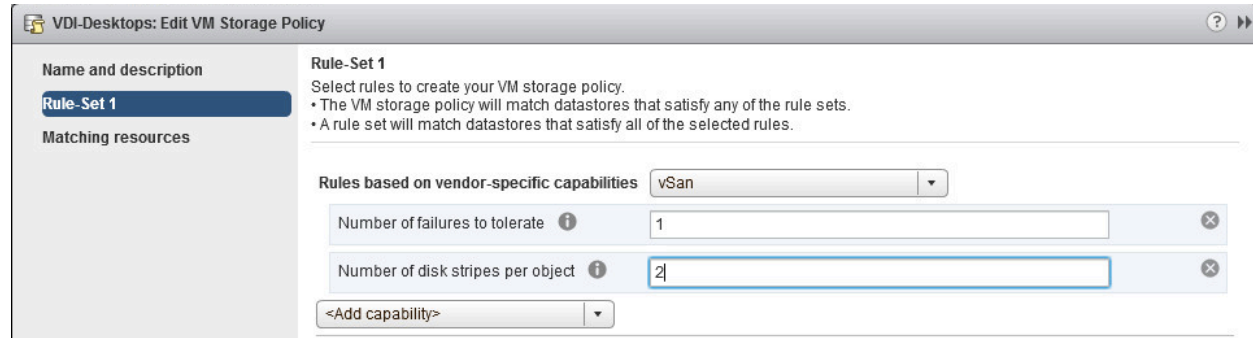 VDI-Desktops: Edit VM Storage Policy
?
Name and description
Rule-Set 1
Matching resources
Rule-Set 1
Select rules to create your VM storage policy.
• The VM storage policy will match datastores that satisfy any of the rule sets.
• A rule set will match datastores that satisfy all of the selected rules.
Rules based on vendor-specific capabilities vSan
Number of failures to tolerate 1
Number of disk stripes per object 2
<Add capability>